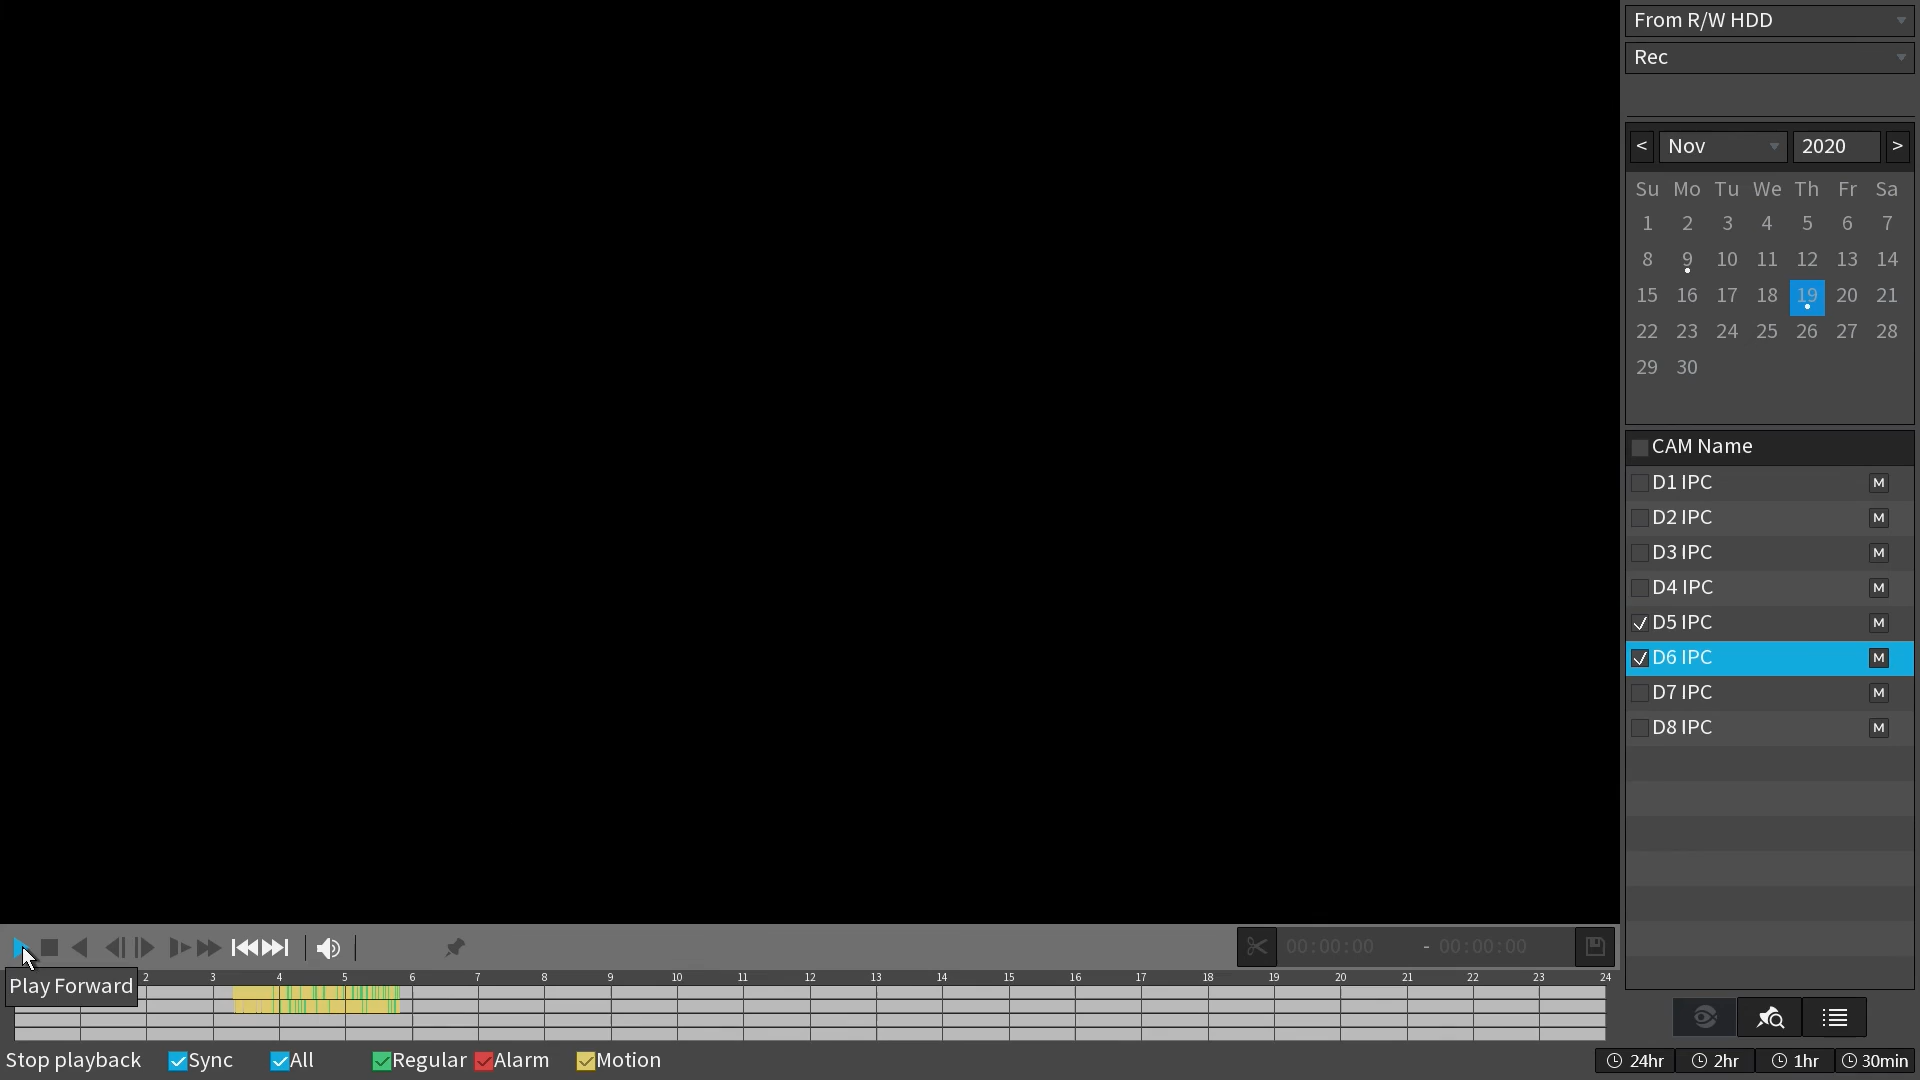 From R/W HDD
Rec
< Nov 2020 >
Su Mo Tu We Th Fr Sa
1 2 3 4 5 6 7
8 9 10 11 12 13 14
15 16 17 18 19 20 21
22 23 24 25 26 27 28
29 30
CAM Name
D1 IPC M
D2 IPC M
D3 IPC M
D4 IPC M
D5 IPC M
D6 IPC M
D7 IPC M
D8 IPC M
00:00:00 - 00:00:00
2 3 4 5 6 7 8 9 10 11 12 13 14 15 16 17 18 19 20 21 22 23 24
Play Forward
Stop playback Sync All Regular Alarm Motion
24hr 2hr 1hr 30min